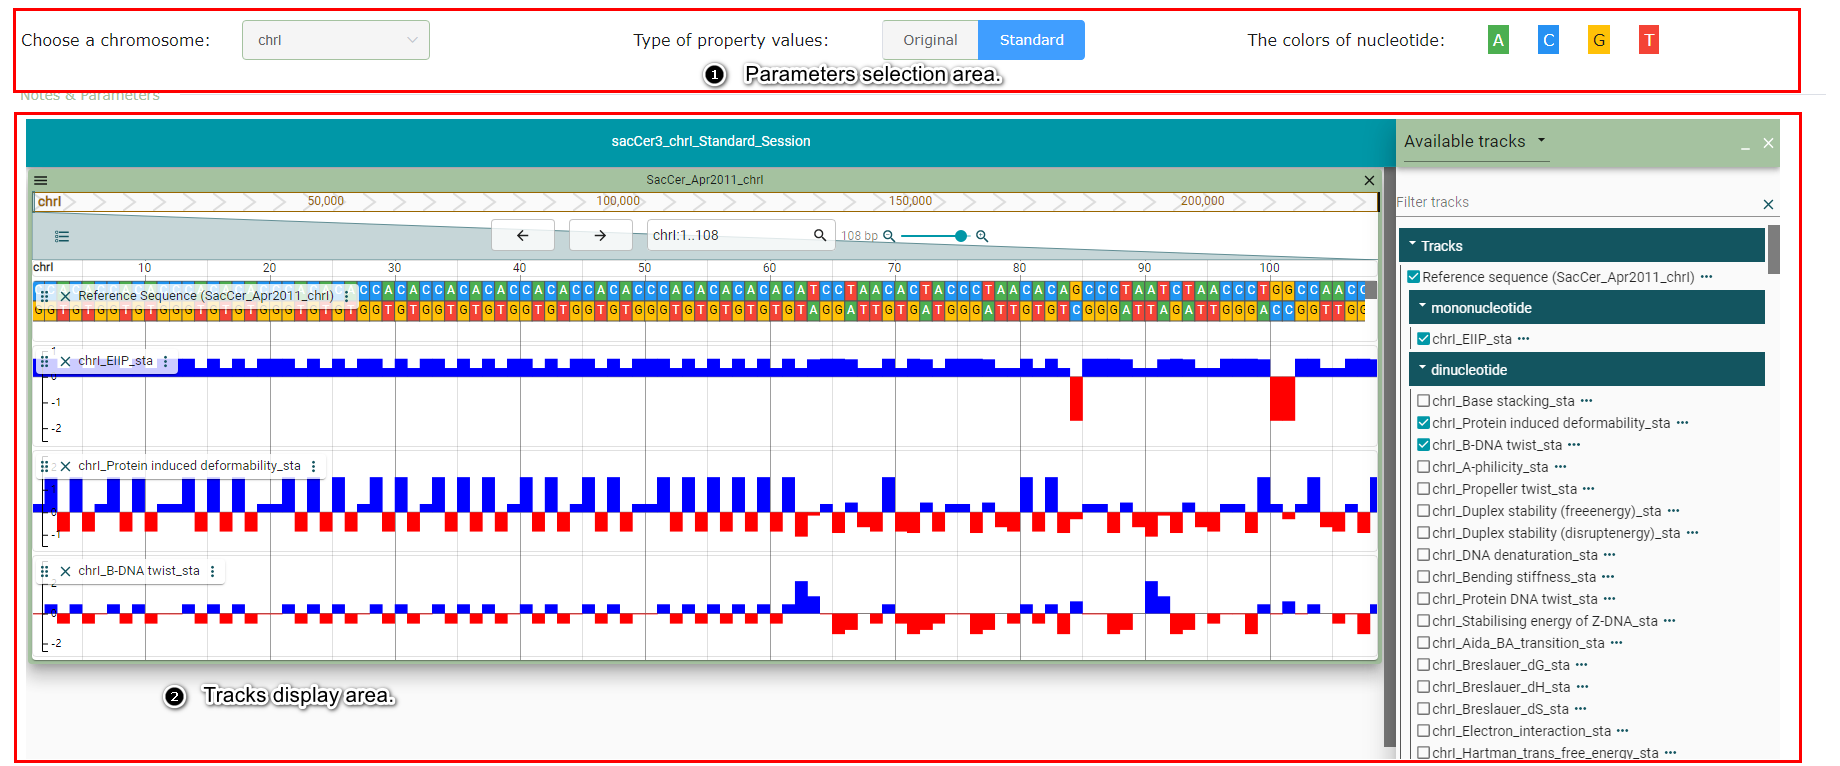 Choose a chromosome: chrI Type of property values: Original Standard The colors of nucleotide: A C G T
1 Parameters selection area.
Notes & Parameters
sacCer3_chrI_Standard_Session
SacCer_Apr2011_chrI
chrI 50,000 100,000 150,000 200,000
chrI:1..108 108 bp
chrI 10 20 30 40 50 60 70 80 90 100
Reference Sequence (SacCer_Apr2011_chrI)
chrI_EIIP_sta
1
0
-1
-2
chrI_Protein induced deformability_sta
0
-1
chrI_B-DNA twist_sta
2
0
-2
2 Tracks display area.
Available tracks
Filter tracks
Tracks
Reference sequence (SacCer_Apr2011_chrI)
mononucleotide
chrI_EIIP_sta
dinucleotide
chrI_Base stacking_sta
chrI_Protein induced deformability_sta
chrI_B-DNA twist_sta
chrI_A-philicity_sta
chrI_Propeller twist_sta
chrI_Duplex stability (freeenergy)_sta
chrI_Duplex stability (disruptenergy)_sta
chrI_DNA denaturation_sta
chrI_Bending stiffness_sta
chrI_Protein DNA twist_sta
chrI_Stabilising energy of Z-DNA_sta
chrI_Aida_BA_transition_sta
chrI_Breslauer_dG_sta
chrI_Breslauer_dH_sta
chrI_Breslauer_dS_sta
chrI_Electron_interaction_sta
chrI_Hartman_trans_free_energy_sta